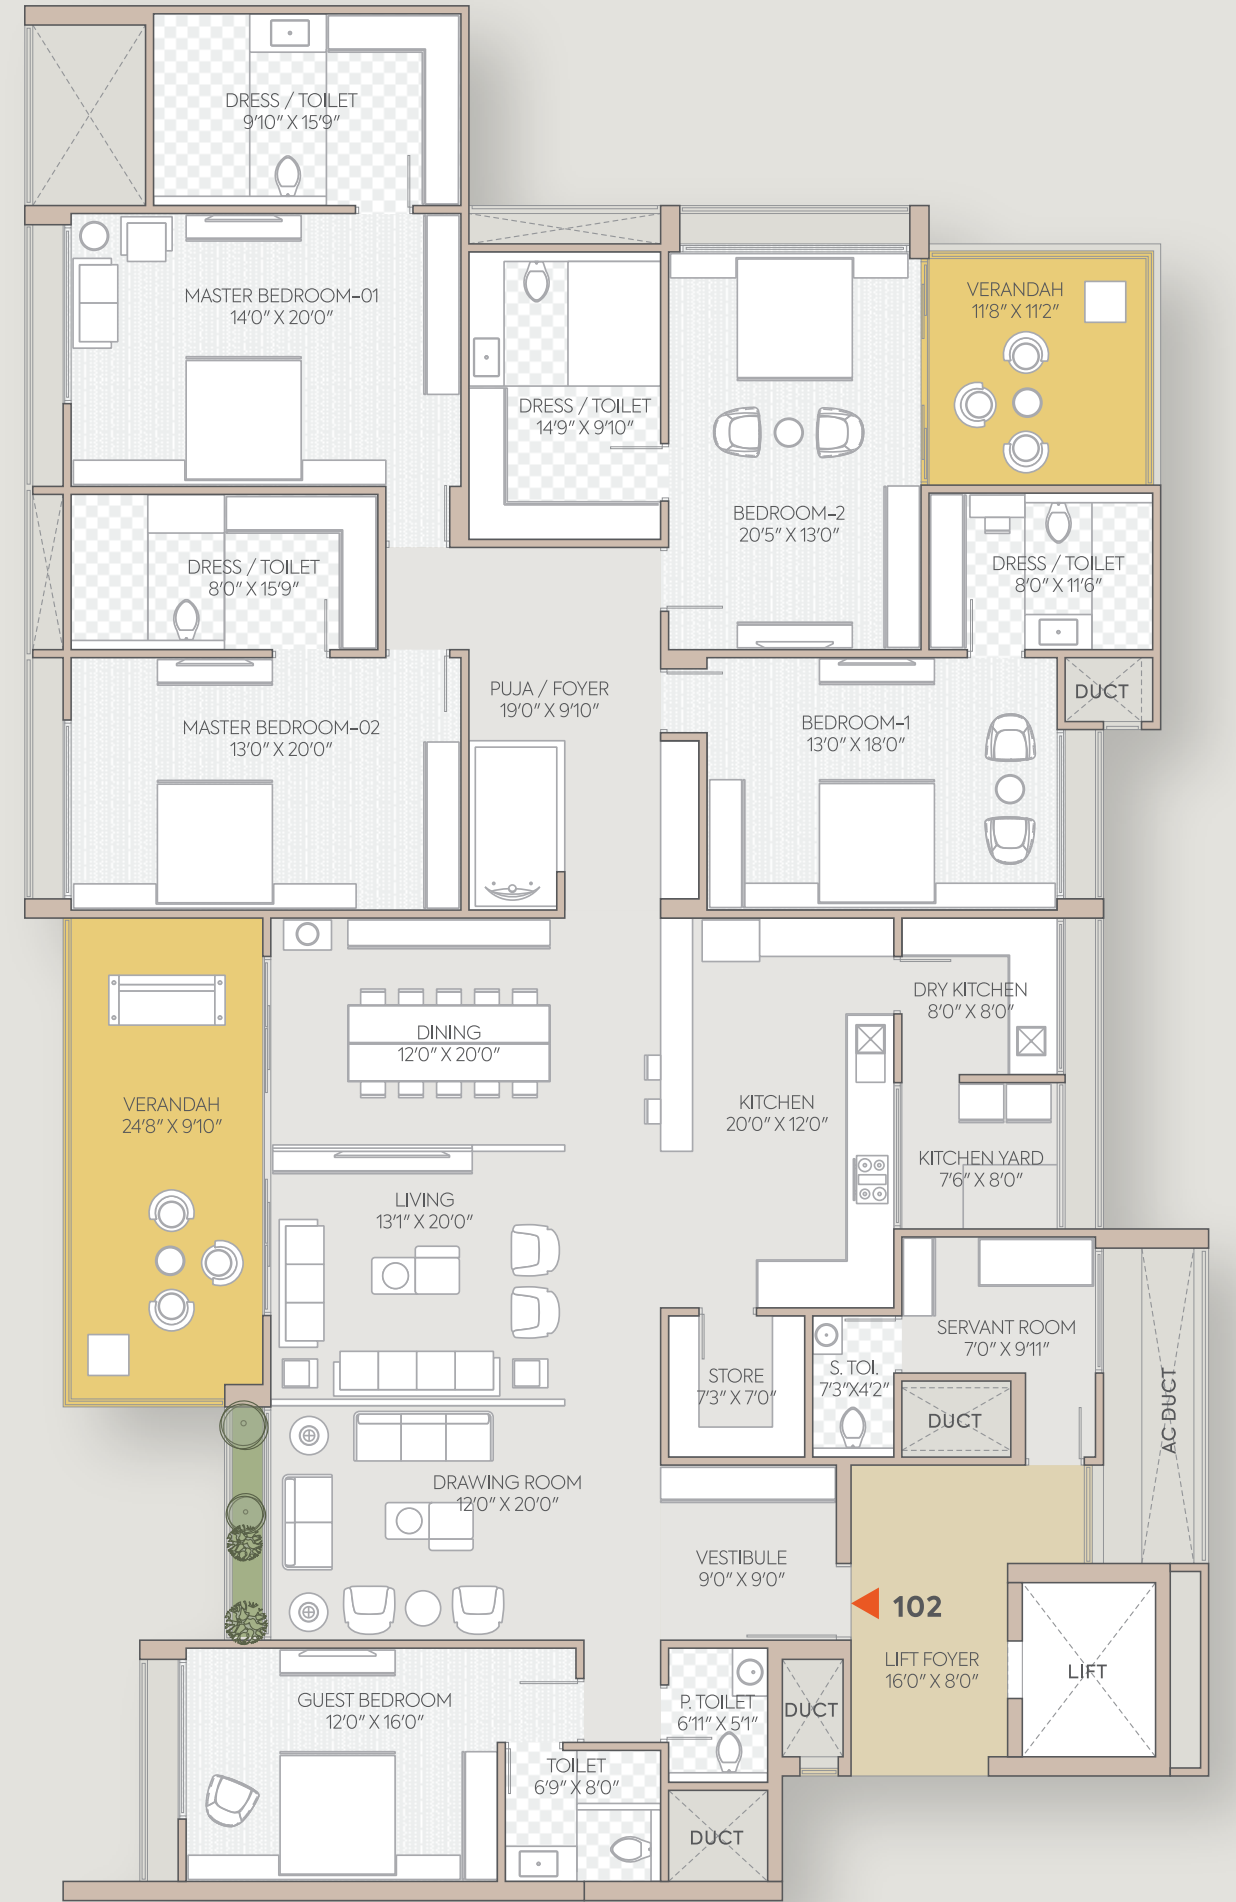 DRESS / TOILET
9'10" X 15'9"
MASTER BEDROOM-01
14'0" X 20'0"
VERANDAH
11'8" X 11'2"
DRESS / TOILET
14'9" X 9'10"
BEDROOM-2
20'5" X 13'0"
DRESS / TOILET
8'0" X 15'9"
DRESS / TOILET
8'0" X 11'6"
PUJA / FOYER
19'0" X 9'10"
DUCT
MASTER BEDROOM-02
13'0" X 20'0"
BEDROOM-1
13'0" X 18'0"
DINING
12'0" X 20'0"
DRY KITCHEN
8'0" X 8'0"
VERANDAH
24'8" X 9'10"
KITCHEN
20'0" X 12'0"
KITCHEN YARD
7'6" X 8'0"
LIVING
13'1" X 20'0"
SERVANT ROOM
7'0" X 9'11"
STORE
7'3" X 7'0"
S. TOI.
7'3"X4'2"
DUCT
AC DUCT
DRAWING ROOM
12'0" X 20'0"
VESTIBULE
9'0" X 9'0"
102
LIFT FOYER
16'0" X 8'0"
LIFT
GUEST BEDROOM
12'0" X 16'0"
P. TOILET
6'11" X 5'1"
DUCT
TOILET
6'9" X 8'0"
DUCT